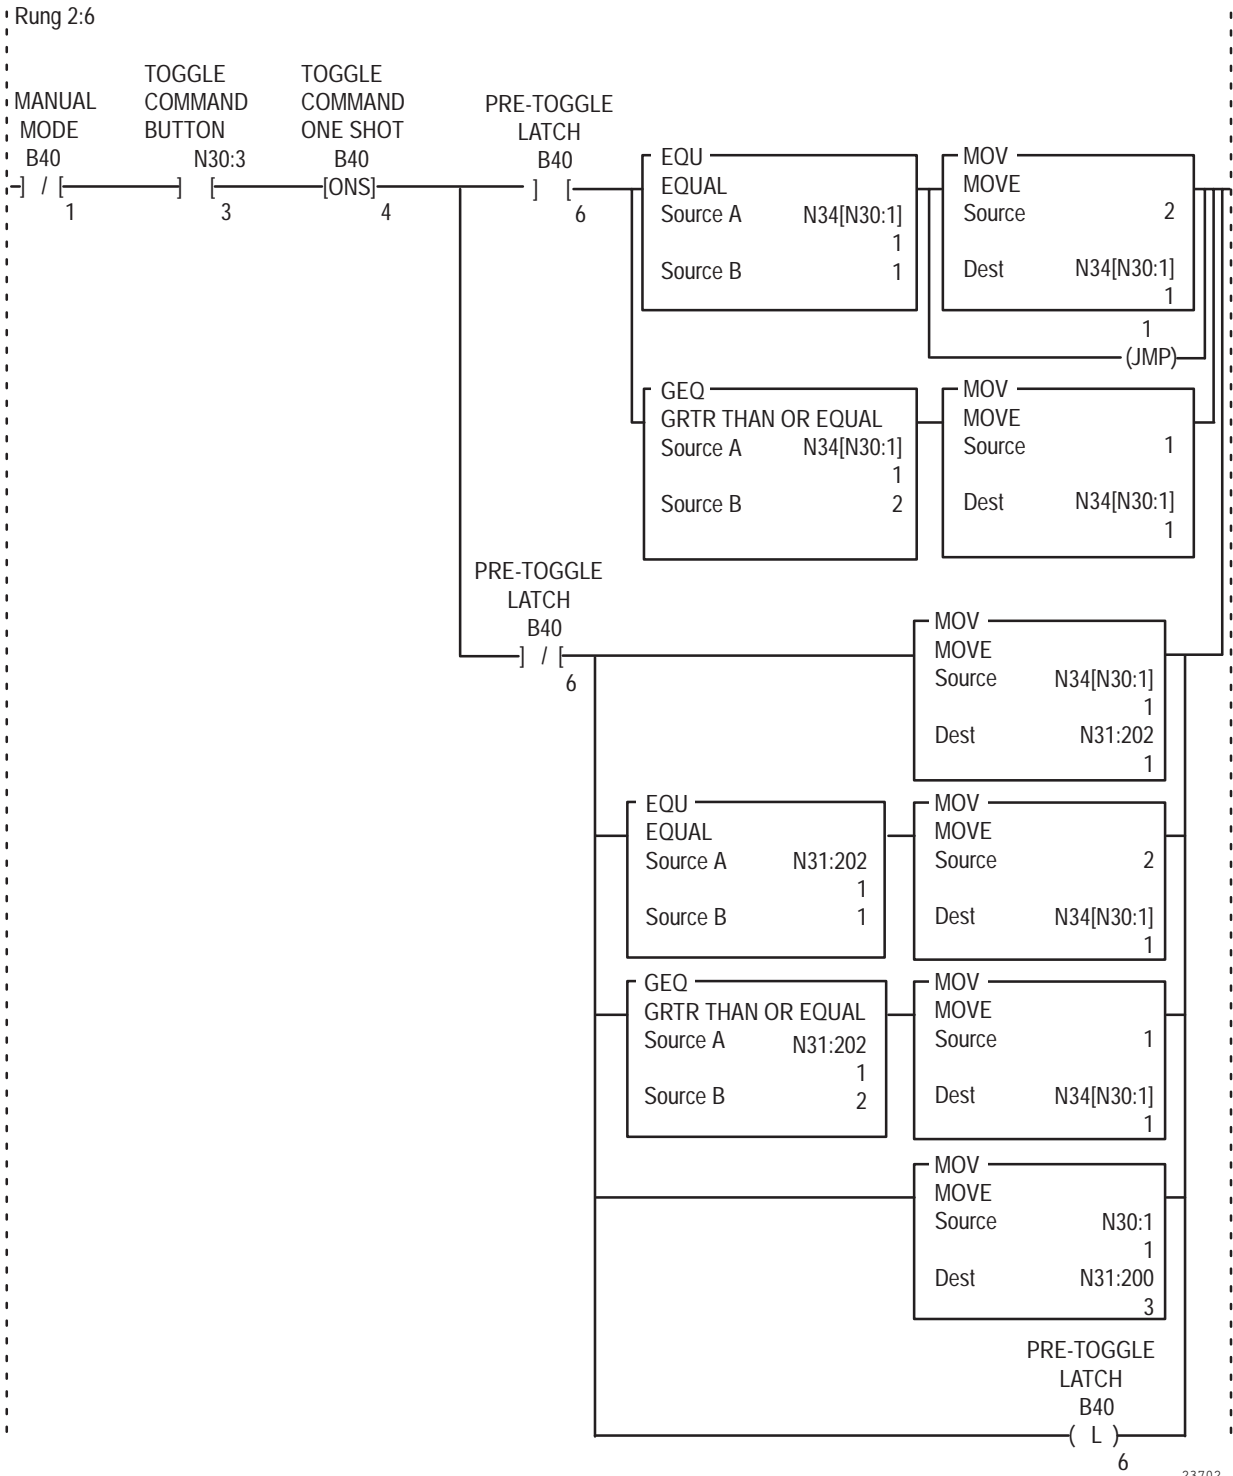 Rung 2:6
MANUAL
MODE
B40
] / [
1
TOGGLE
COMMAND
BUTTON
N30:3
] [
3
TOGGLE
COMMAND
ONE SHOT
B40
[ONS]
4
PRE-TOGGLE
LATCH
B40
] [
6
EQU
EQUAL
Source A N34[N30:1]
1
Source B 1
MOV
MOVE
Source 2
Dest N34[N30:1]
1
1
(JMP)
GEQ
GRTR THAN OR EQUAL
Source A N34[N30:1]
1
Source B 2
MOV
MOVE
Source 1
Dest N34[N30:1]
1
PRE-TOGGLE
LATCH
B40
] / [
6
MOV
MOVE
Source N34[N30:1]
1
Dest N31:202
1
EQU
EQUAL
Source A N31:202
1
Source B 1
MOV
MOVE
Source 2
Dest N34[N30:1]
1
GEQ
GRTR THAN OR EQUAL
Source A N31:202
1
Source B 2
MOV
MOVE
Source 1
Dest N34[N30:1]
1
MOV
MOVE
Source N30:1
1
Dest N31:200
3
PRE-TOGGLE
LATCH
B40
( L )
6
23702